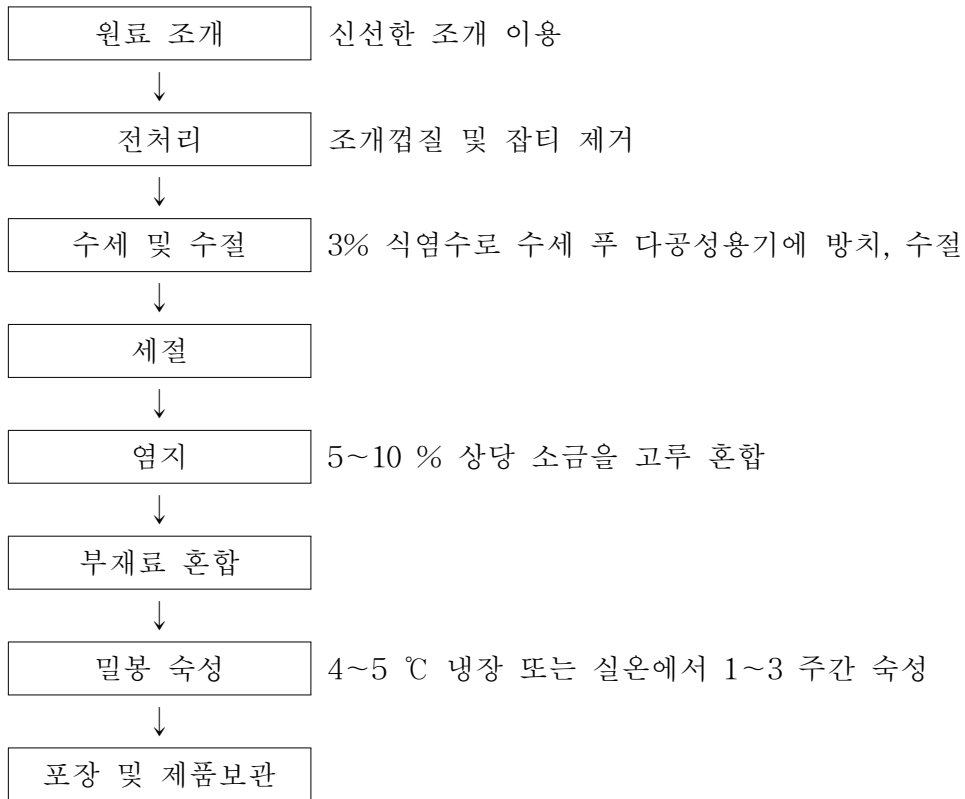 원료 조개 신선한 조개 이용
↓
전처리 조개껍질 및 잡티 제거
↓
수세 및 수절 3% 식염수로 수세 푸 다공성용기에 방치, 수절
↓
세절
↓
염지 5~10 % 상당 소금을 고루 혼합
↓
부재료 혼합
↓
밀봉 숙성 4~5 ℃ 냉장 또는 실온에서 1~3 주간 숙성
↓
포장 및 제품보관